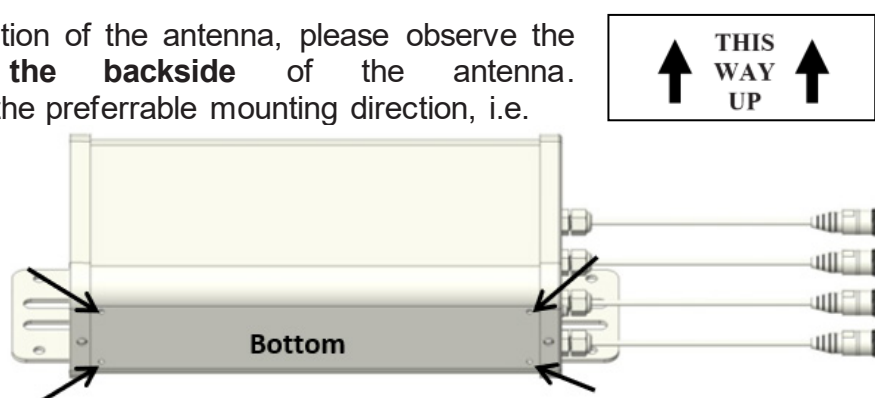 tion of the antenna, please observe the
the backside of the antenna.
the preferrable mounting direction, i.e.
THIS
WAY
UP
Bottom